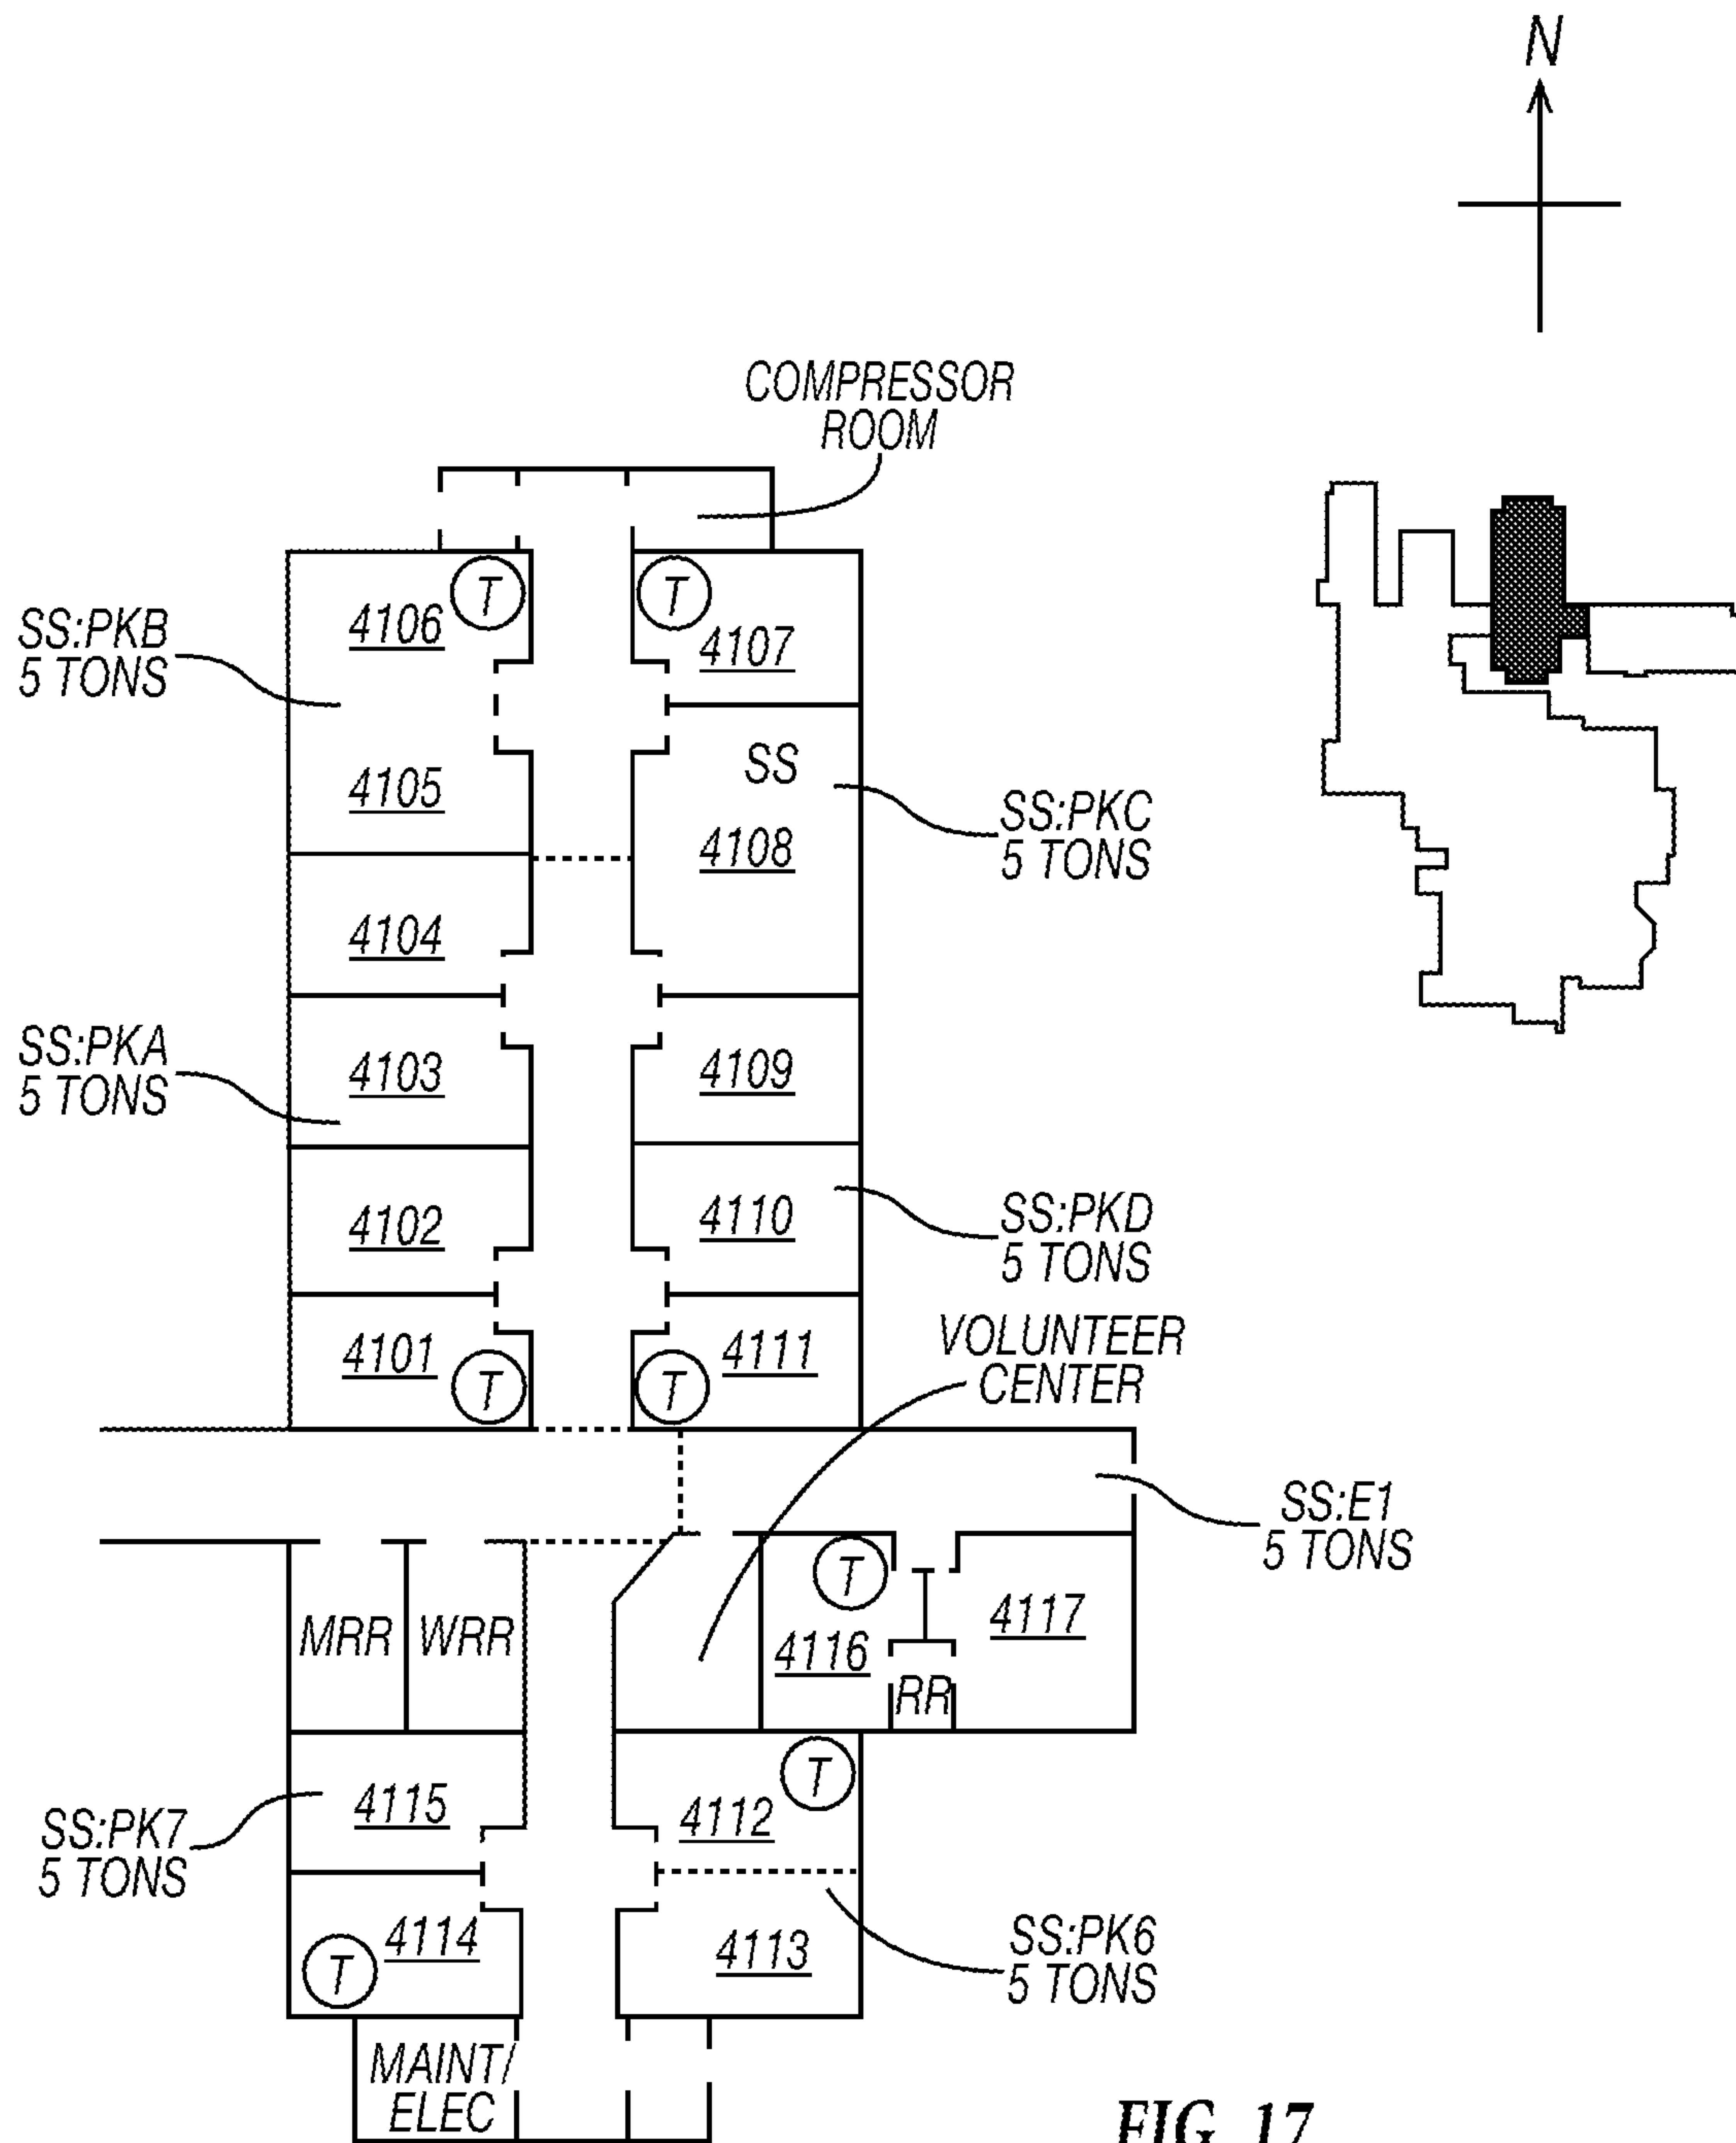 N
COMPRESSOR
ROOM
T
T
4106
4107
SS:PKB
5 TONS
SS
4105
4108
SS:PKC
5 TONS
4104
SS:PKA
5 TONS
4103
4109
4102
4110
SS:PKD
5 TONS
4101
T
T
4111
VOLUNTEER
CENTER
SS:E1
5 TONS
MRR
WRR
T
4116
4117
RR
T
SS:PK7
5 TONS
4115
4112
T
4114
4113
SS:PK6
5 TONS
MAINT/
ELEC
FIG. 17